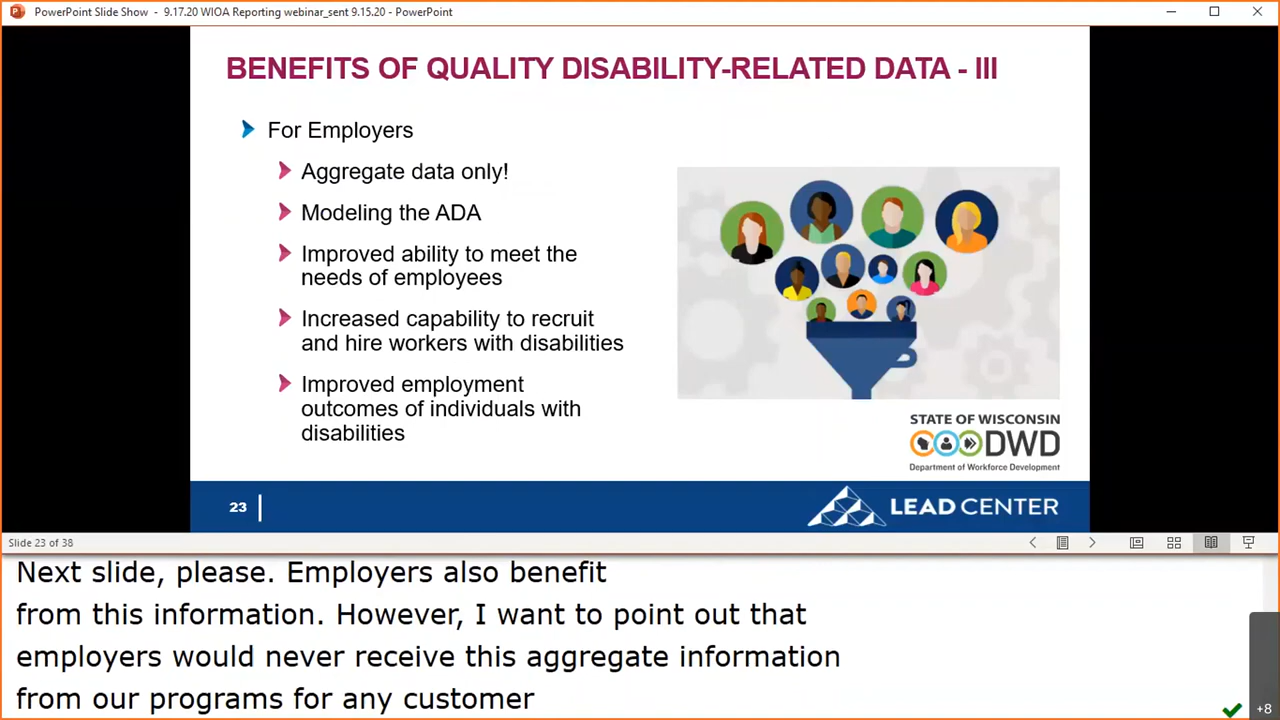 PowerPoint Slide Show - 9.17.20 WIOA Reporting webinar_sent 9.15.20 - PowerPoint
BENEFITS OF QUALITY DISABILITY-RELATED DATA - III
For Employers
Aggregate data only!
Modeling the ADA
Improved ability to meet the
needs of employees
Increased capability to recruit
and hire workers with disabilities
Improved employment
outcomes of individuals with
disabilities
STATE OF WISCONSIN
DWD
Department of Workforce Development
23
LEAD CENTER
Slide 23 of 38
Next slide, please. Employers also benefit
from this information. However, I want to point out that
employers would never receive this aggregate information
from our programs for any customer
+8